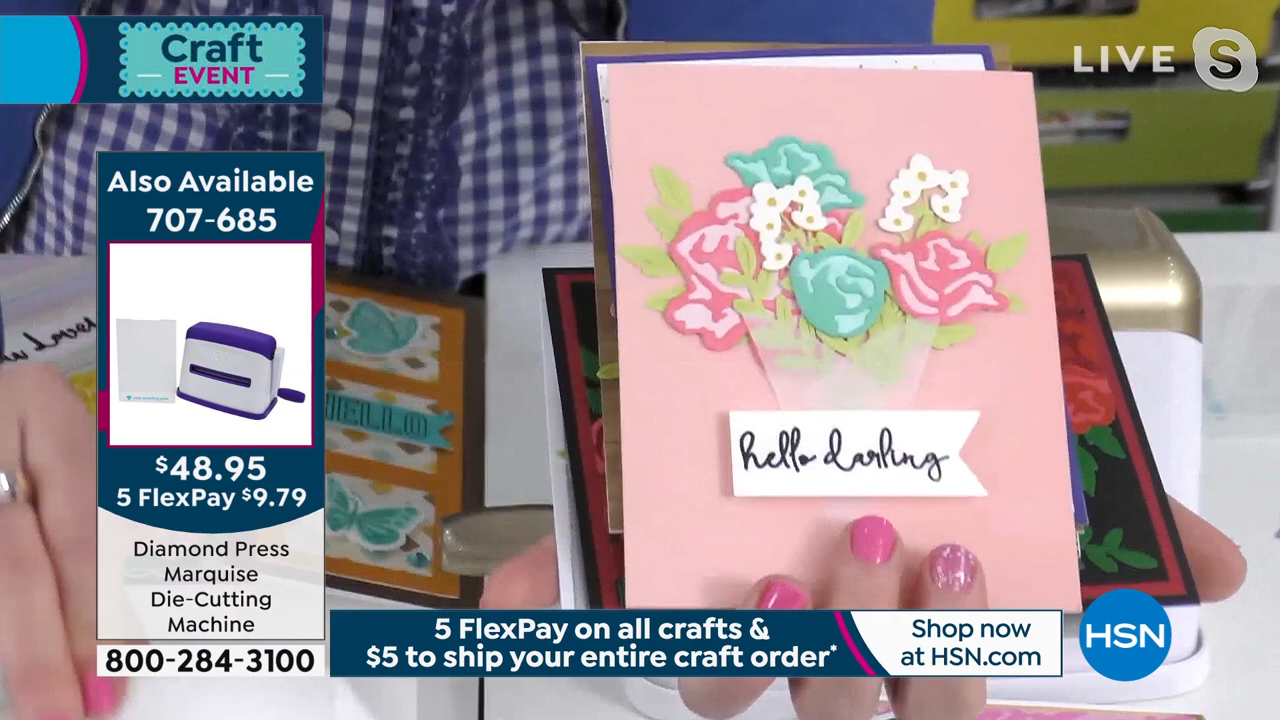 Craft
EVENT
LIVE S
Also Available
707-685
$48.95
5 FlexPay $9.79
Diamond Press
Marquise
Die-Cutting
Machine
800-284-3100
HELLO
hello darling
5 FlexPay on all crafts &
$5 to ship your entire craft order*
Shop now
at HSN.com
HSN